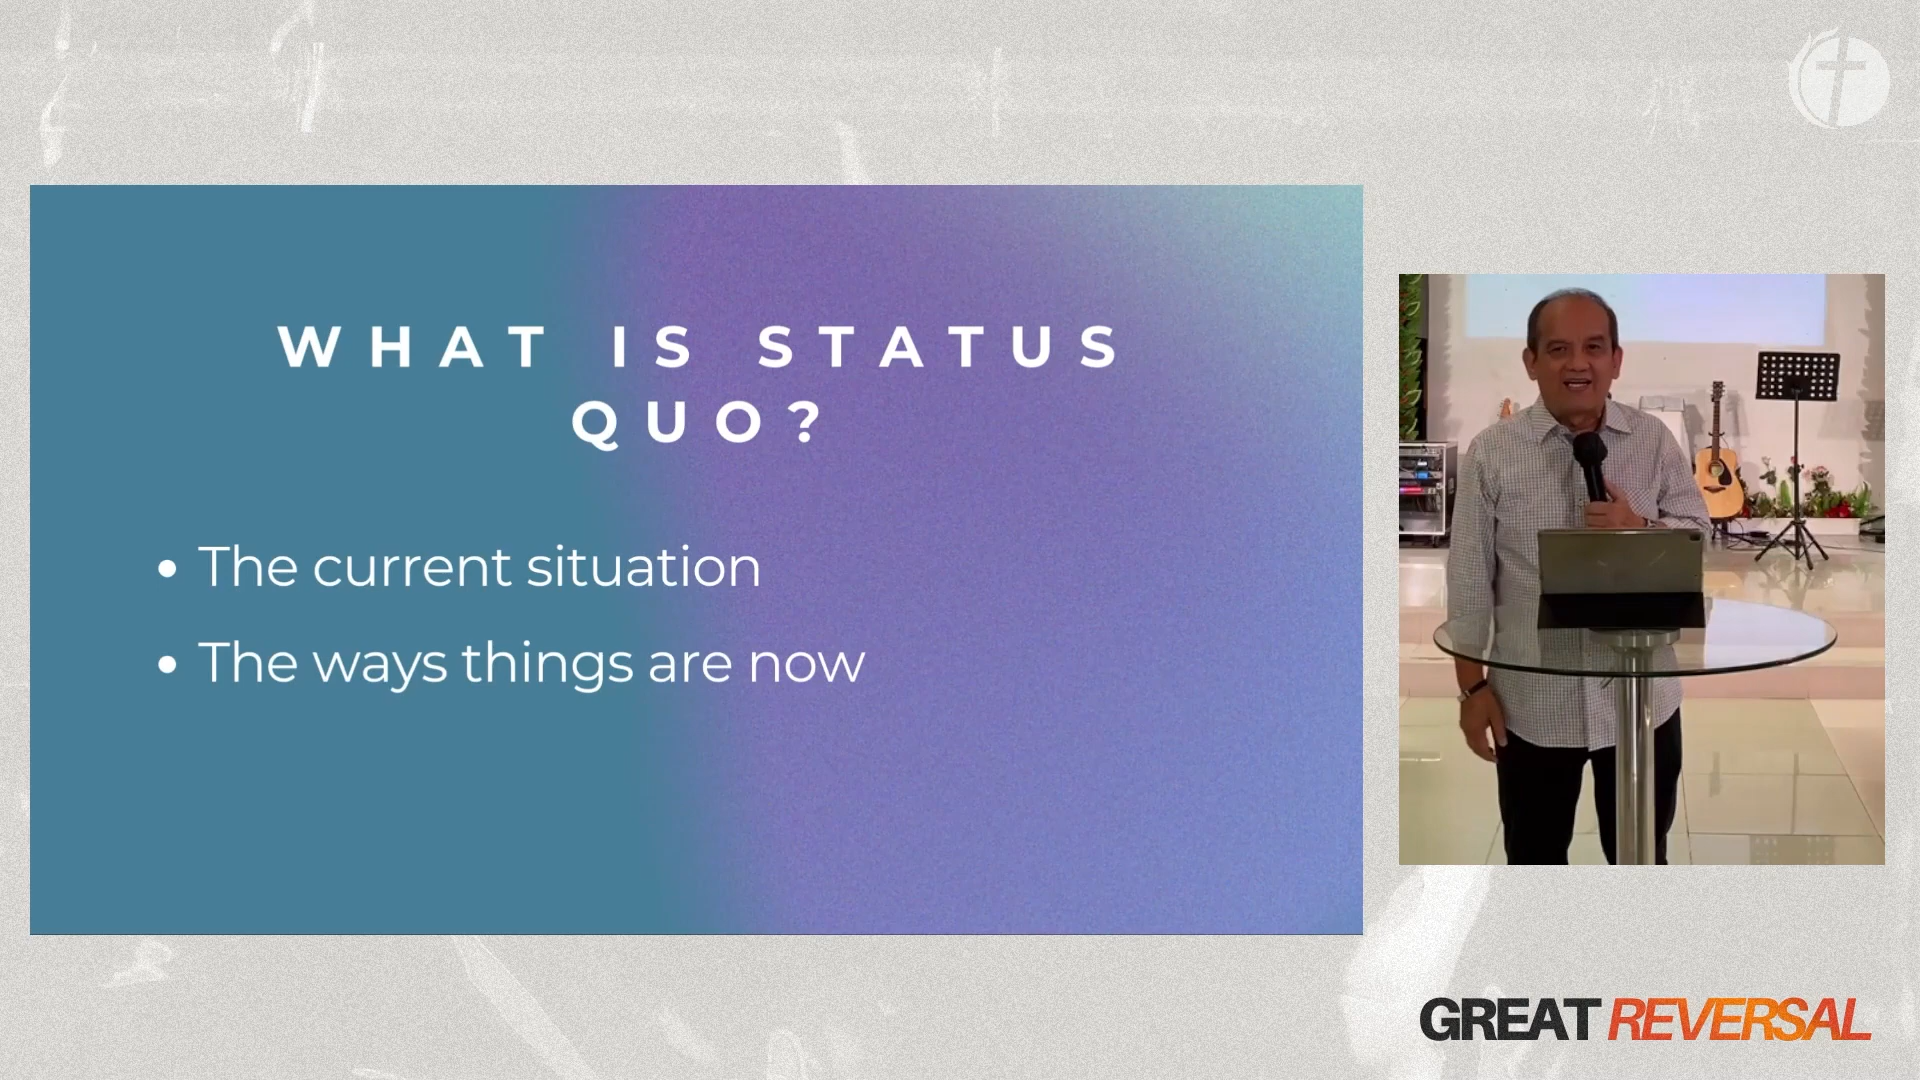 WHAT IS STATUS
QUO?
• The current situation
• The ways things are now
GREAT REVERSAL